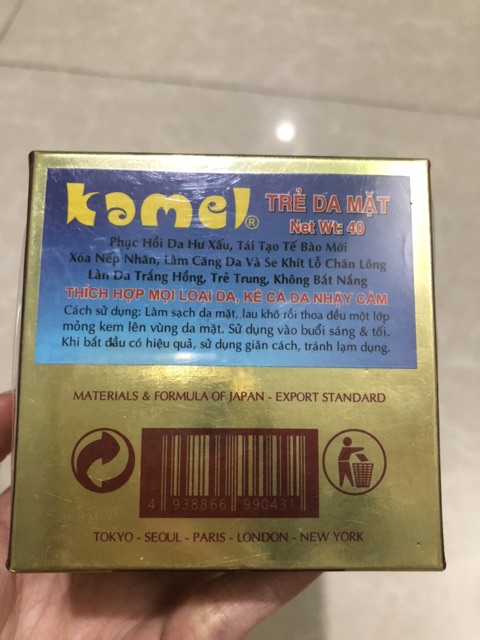 Kamel®
TRẺ DA MẶT
Net Wt: 40
Phục Hồi Da Hư Xấu, Tái Tạo Tế Bào Mới
Xóa Nếp Nhăn, Làm Căng Da Và Se Khít Lỗ Chân Lông
Làn Da Trắng Hồng, Trẻ Trung, Không Bắt Nắng
THÍCH HỢP MỌI LOẠI DA, KỂ CẢ DA NHẠY CẢM
Cách sử dụng: Làm sạch da mặt, lau khô rồi thoa đều một lớp
mỏng kem lên vùng da mặt. Sử dụng vào buổi sáng & tối.
Khi bắt đầu có hiệu quả, sử dụng giãn cách, tránh lạm dụng.
MATERIALS & FORMULA OF JAPAN - EXPORT STANDARD
4 938866 990431
TOKYO - SEOUL - PARIS - LONDON - NEW YORK